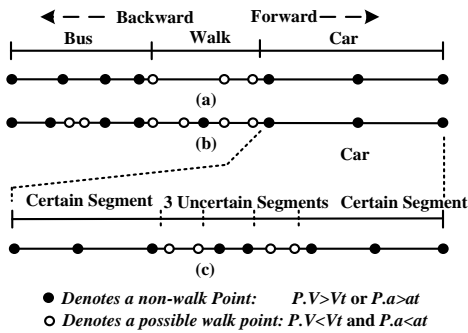 Backward Forward
Bus Walk Car
(a)
(b)
Car
Certain Segment 3 Uncertain Segments Certain Segment
(c)
Denotes a non-walk Point: P.V>Vt or P.a>at
Denotes a possible walk point: P.V<Vt and P.a<at